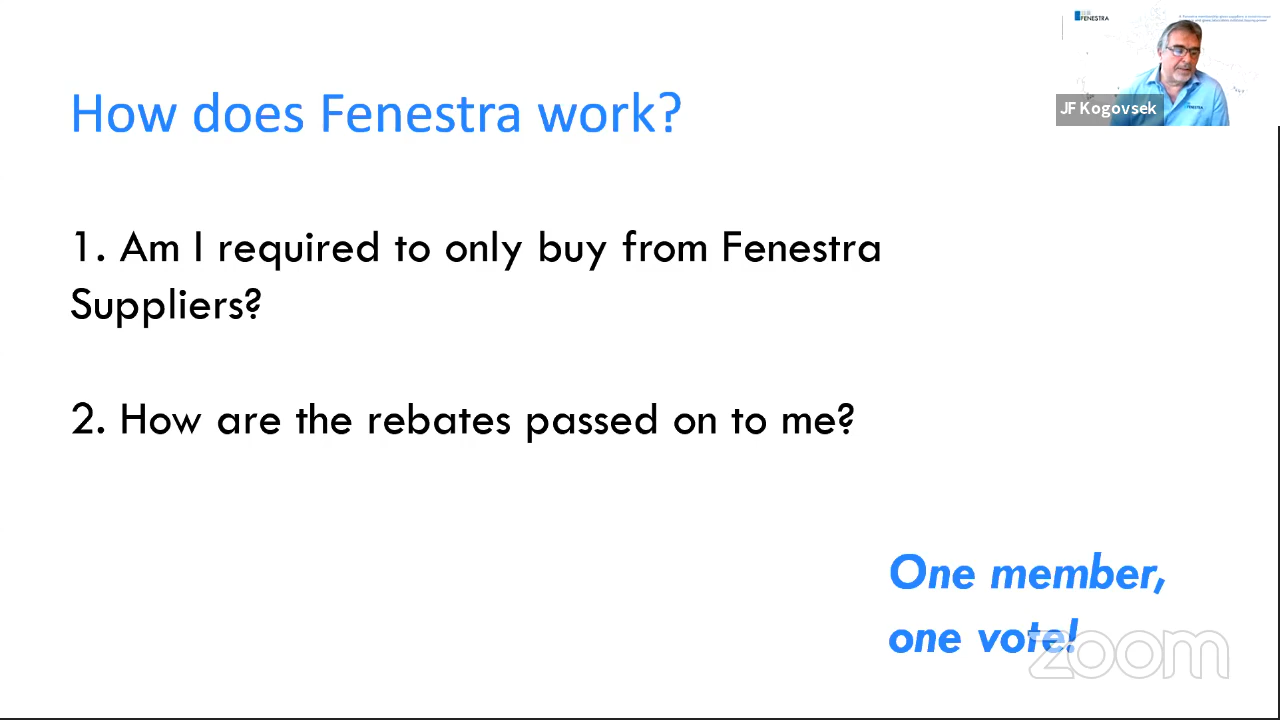 FENESTRA
JF Kogovsek
FENESTRA
How does Fenestra work?
1. Am I required to only buy from Fenestra
Suppliers?
2. How are the rebates passed on to me?
One member,
one vote!
zoom